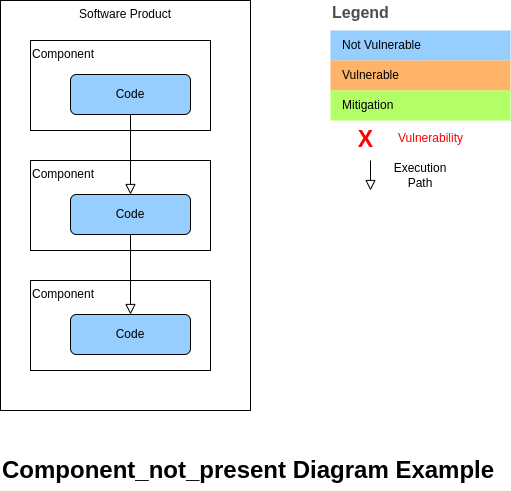 Software Product
Component
Code
Component
Code
Component
Code
Legend
Not Vulnerable
Vulnerable
Mitigation
X
Vulnerability
Execution
Path
Component_not_present Diagram Example